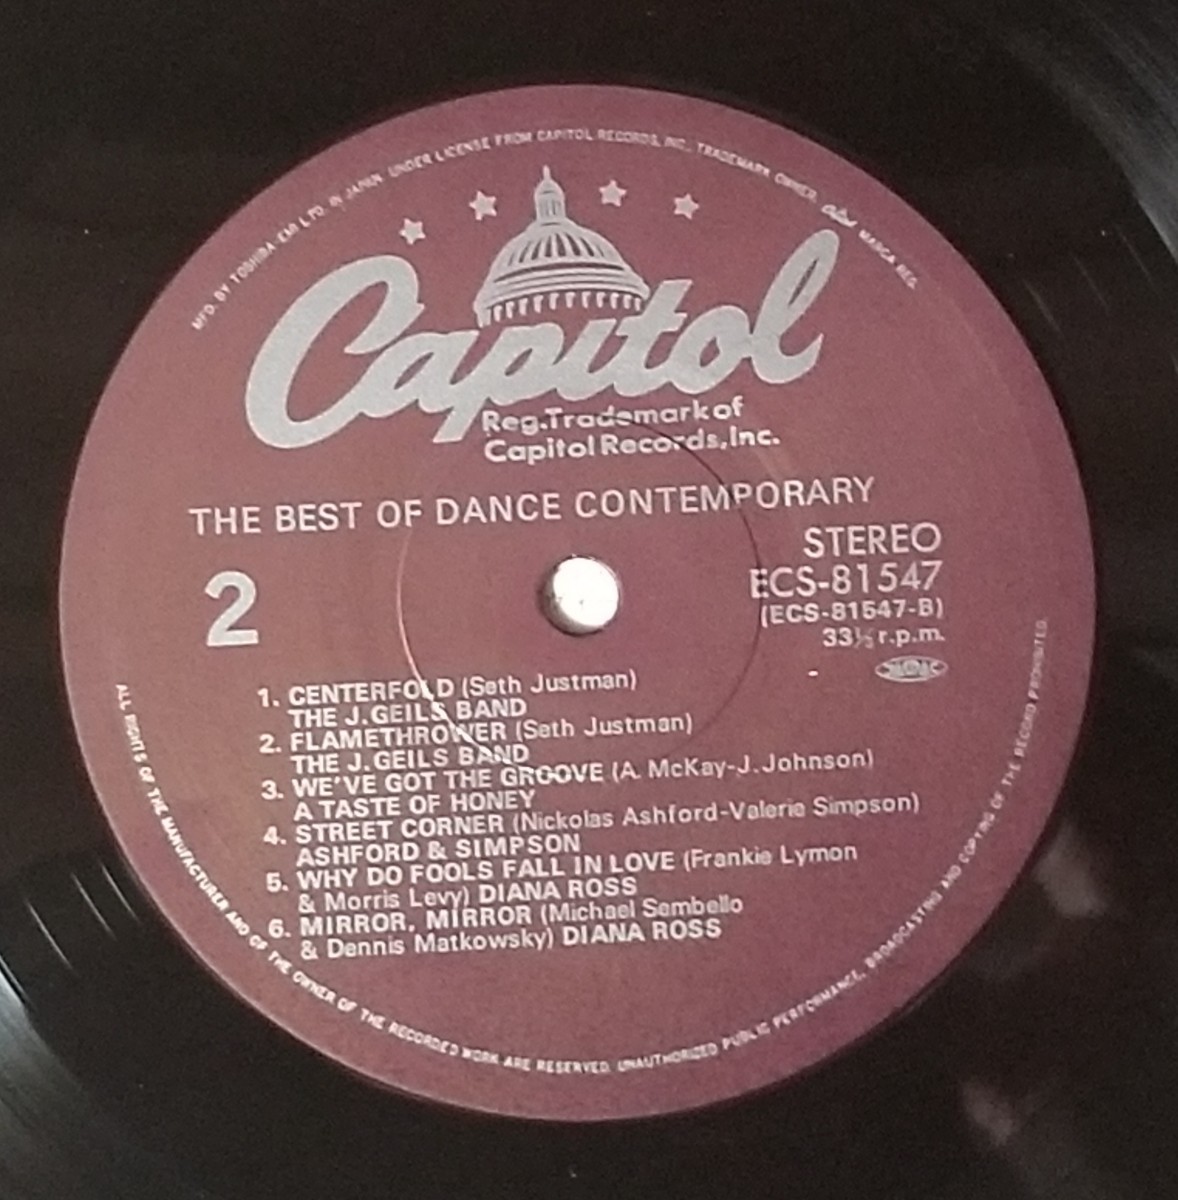 MFD. BY TOSHIBA-EMI LTD. IN JAPAN. UNDER LICENSE FROM CAPITOL RECORDS, INC., TRADEMARK OWNER. Capitol MARCA REG.
Capitol
Reg.Trademark of
Capitol Records,Inc.
THE BEST OF DANCE CONTEMPORARY
STEREO
2
ECS-81547
(ECS-81547-B)
33⅓ r.p.m.
1. CENTERFOLD (Seth Justman)
THE J.GEILS BAND
2. FLAMETHROWER (Seth Justman)
THE J.GEILS BAND
3. WE'VE GOT THE GROOVE (A. McKay-J.Johnson)
A TASTE OF HONEY
4. STREET CORNER (Nickolas Ashford-Valerie Simpson)
ASHFORD & SIMPSON
5. WHY DO FOOLS FALL IN LOVE (Frankie Lymon
& Morris Levy) DIANA ROSS
6. MIRROR, MIRROR (Michael Sembello
& Dennis Matkowsky) DIANA ROSS
ALL RIGHTS OF THE MANUFACTURER AND OF THE OWNER OF THE RECORDED WORK ARE RESERVED. UNAUTHORIZED PUBLIC PERFORMANCE, BROADCASTING AND COPYING OF THE RECORD PROHIBITED.